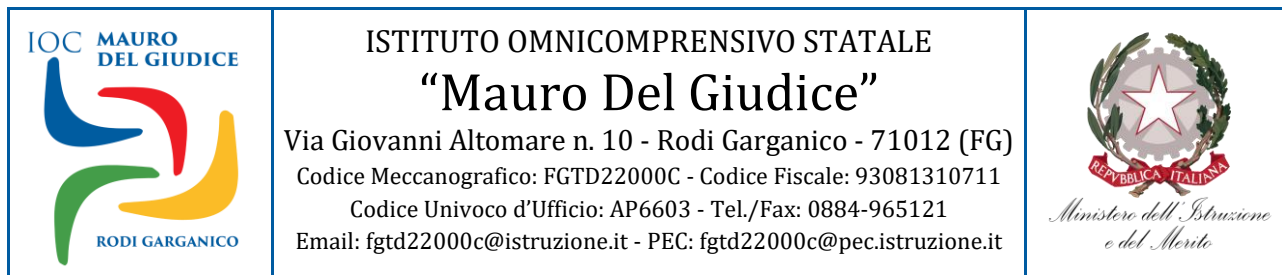 IOC MAURO
DEL GIUDICE
RODI GARGANICO
ISTITUTO OMNICOMPRENSIVO STATALE
“Mauro Del Giudice”
Via Giovanni Altomare n. 10 - Rodi Garganico - 71012 (FG)
Codice Meccanografico: FGTD22000C - Codice Fiscale: 93081310711
Codice Univoco d’Ufficio: AP6603 - Tel./Fax: 0884-965121
Email: fgtd22000c@istruzione.it - PEC: fgtd22000c@pec.istruzione.it
REPVBBLICA ITALIANA
Ministero dell’Istruzione
e del Merito